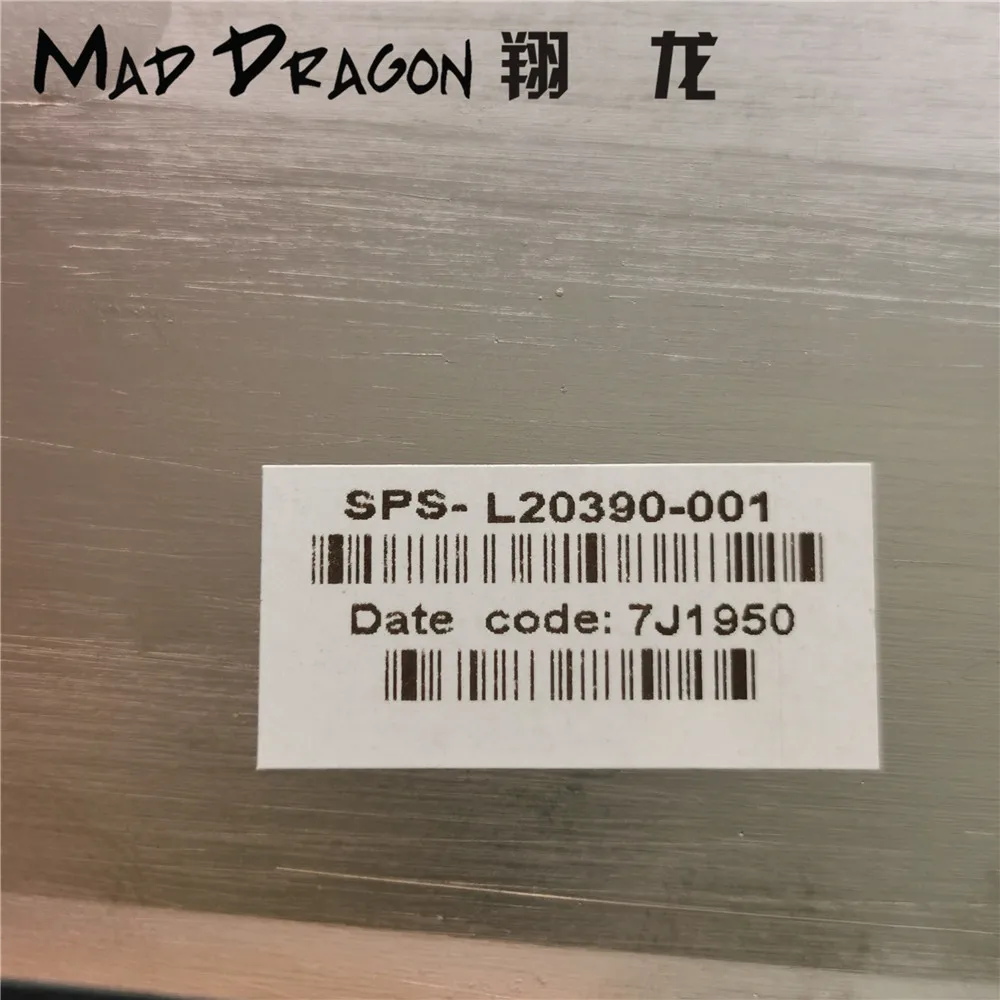 MAD DRAGON 翔 龙
SPS- L20390-001
Date code: 7J1950